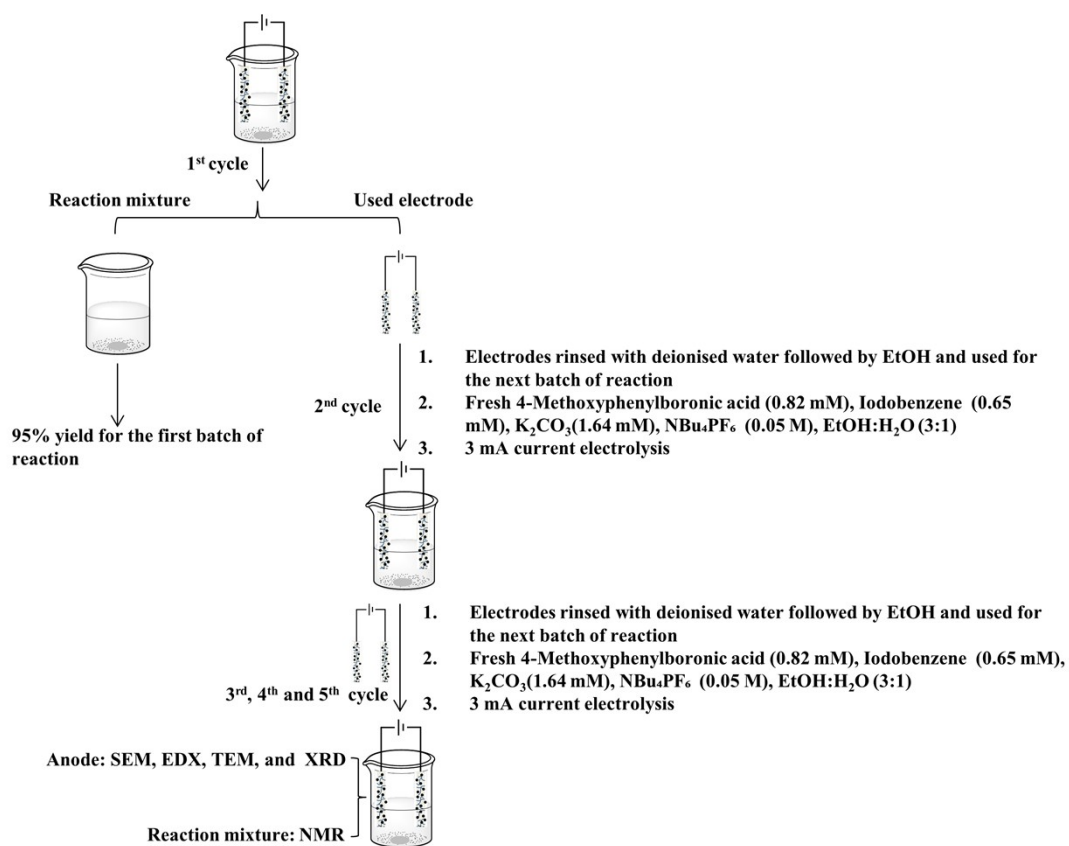 1st cycle
Reaction mixture
Used electrode
95% yield for the first batch of
reaction
2nd cycle
1. Electrodes rinsed with deionised water followed by EtOH and used for
the next batch of reaction
2. Fresh 4-Methoxyphenylboronic acid (0.82 mM), Iodobenzene (0.65
mM), K₂CO₃(1.64 mM), NBu₄PF₆ (0.05 M), EtOH:H₂O (3:1)
3. 3 mA current electrolysis
3rd, 4th and 5th cycle
1. Electrodes rinsed with deionised water followed by EtOH and used for
the next batch of reaction
2. Fresh 4-Methoxyphenylboronic acid (0.82 mM), Iodobenzene (0.65 mM),
K₂CO₃(1.64 mM), NBu₄PF₆ (0.05 M), EtOH:H₂O (3:1)
3. 3 mA current electrolysis
Anode: SEM, EDX, TEM, and XRD
Reaction mixture: NMR